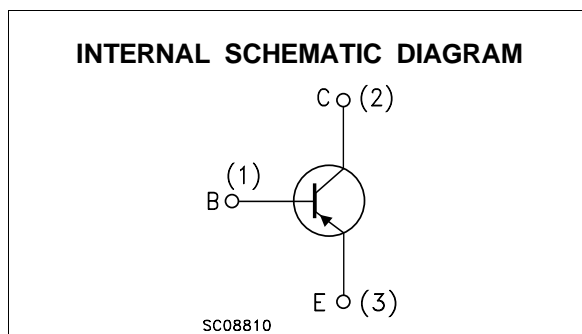 INTERNAL SCHEMATIC DIAGRAM
C (2)
(1)
B
E (3)
SC08810